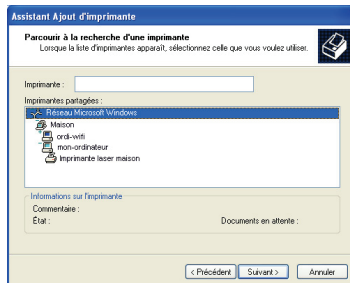 Assistant Ajout d'imprimante
Parcourir à la recherche d'une imprimante
Lorsque la liste d'imprimantes apparaît, sélectionnez celle que vous voulez utiliser.
Imprimante :
Imprimantes partagées :
Réseau Microsoft Windows
Maison
ordi-wifi
mon-ordinateur
Imprimante laser maison
Informations sur l'imprimante
Commentaire :
État :
Documents en attente :
< Précédent
Suivant >
Annuler